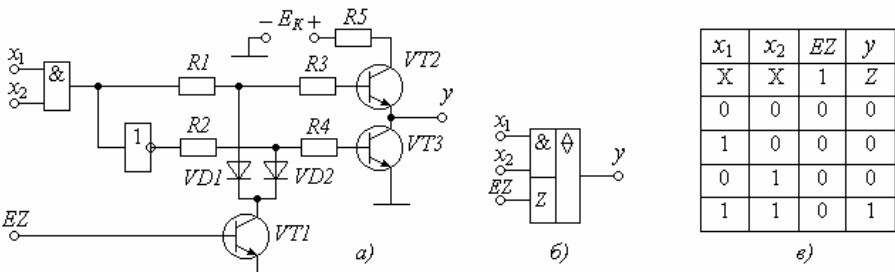 − E_K +
R5
x₁
x₂
&
R1
R3
VT2
y
1
R2
R4
VT3
VD1
VD2
EZ
VT1
а)
x₁
x₂
EZ
&
Z
y
б)
x₁ x₂ EZ y
X X 1 Z
0 0 0 0
1 0 0 0
0 1 0 0
1 1 0 1
в)